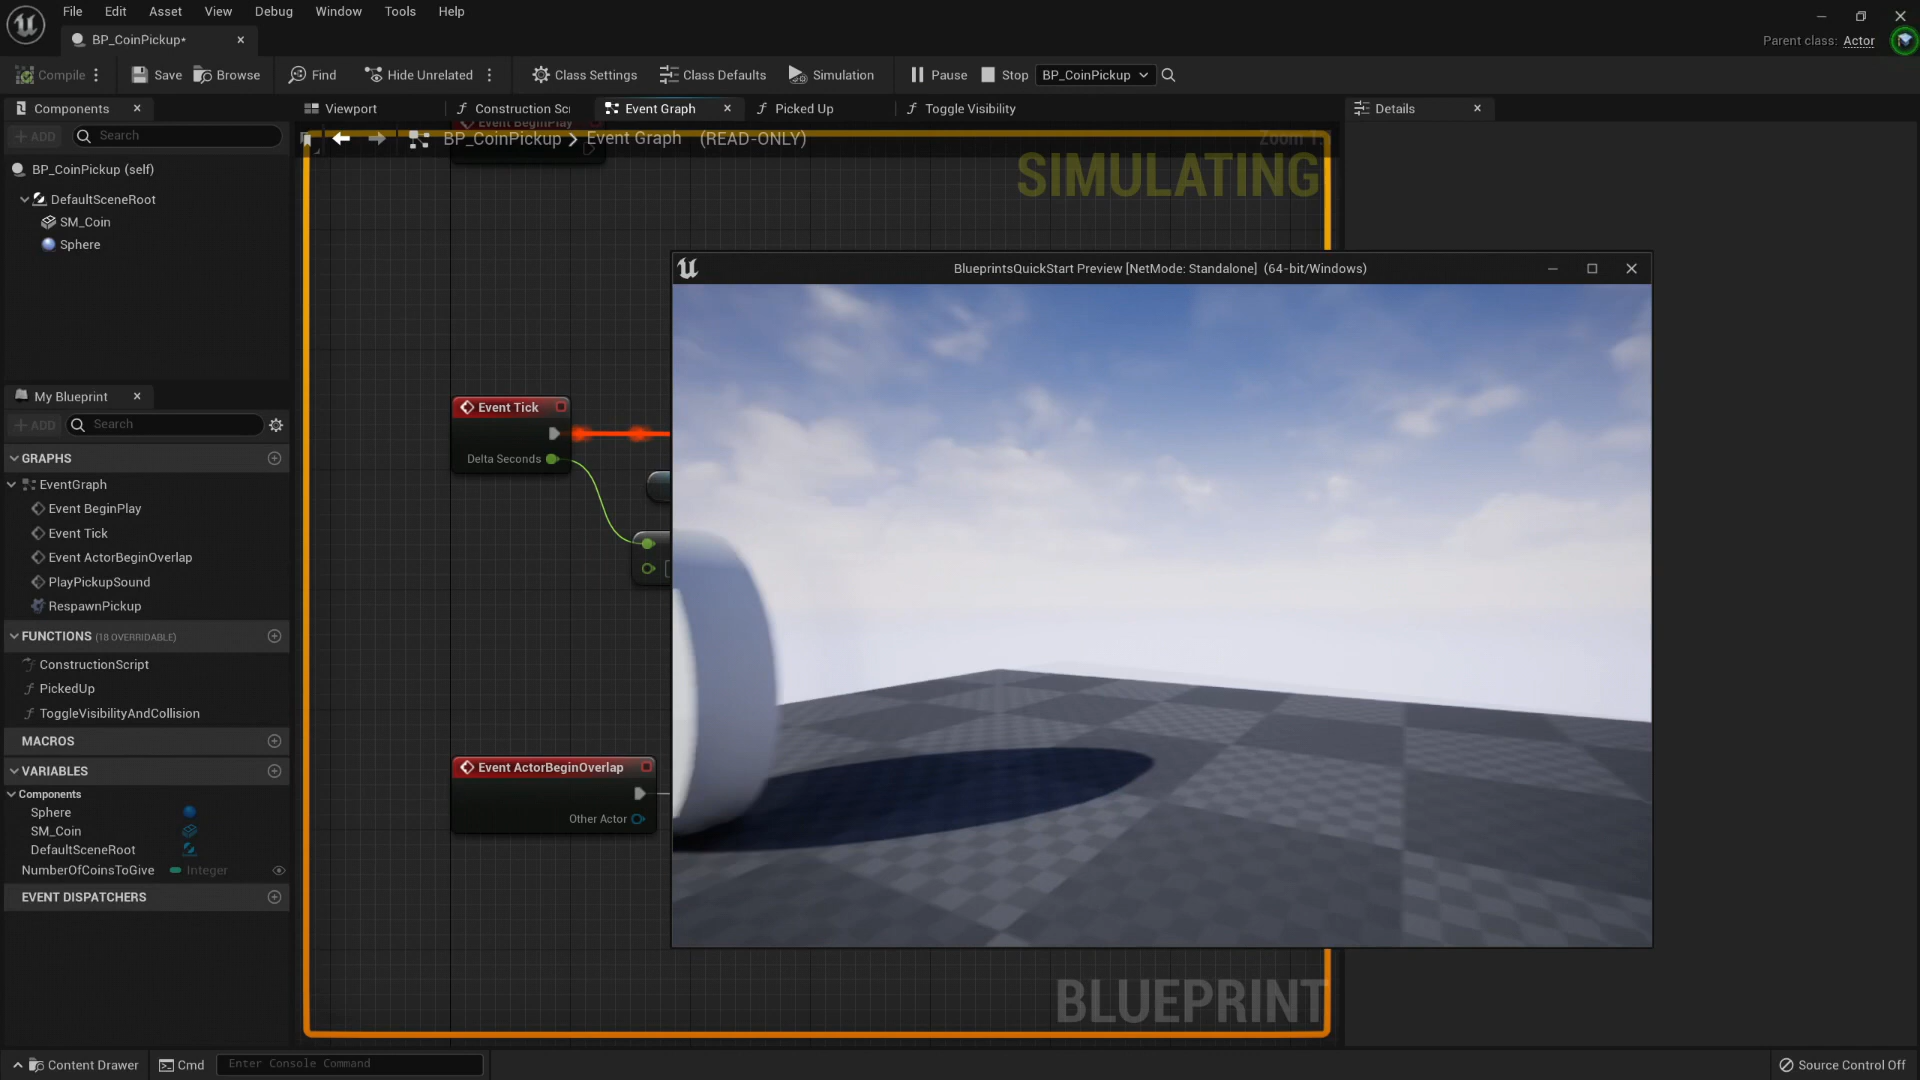 File Edit Asset View Debug Window Tools Help
BP_CoinPickup*
Parent class: Actor
Compile Save Browse Find Hide Unrelated Class Settings Class Defaults Simulation Pause Stop BP_CoinPickup
Components Viewport Construction Sc Event Graph Picked Up Toggle Visibility Details
ADD Search
Event BeginPlay
BP_CoinPickup > Event Graph (READ-ONLY)
SIMULATING
BP_CoinPickup (self)
DefaultSceneRoot
SM_Coin
Sphere
BlueprintsQuickStart Preview [NetMode: Standalone] (64-bit/Windows)
My Blueprint
ADD Search
GRAPHS
EventGraph
Event BeginPlay
Event Tick
Event ActorBeginOverlap
PlayPickupSound
RespawnPickup
FUNCTIONS (18 OVERRIDABLE)
ConstructionScript
PickedUp
ToggleVisibilityAndCollision
MACROS
VARIABLES
Components
Sphere
SM_Coin
DefaultSceneRoot
NumberOfCoinsToGive Integer
EVENT DISPATCHERS
Event Tick
Delta Seconds
Event ActorBeginOverlap
Other Actor
BLUEPRINT
Content Drawer Cmd Enter Console Command Source Control Off